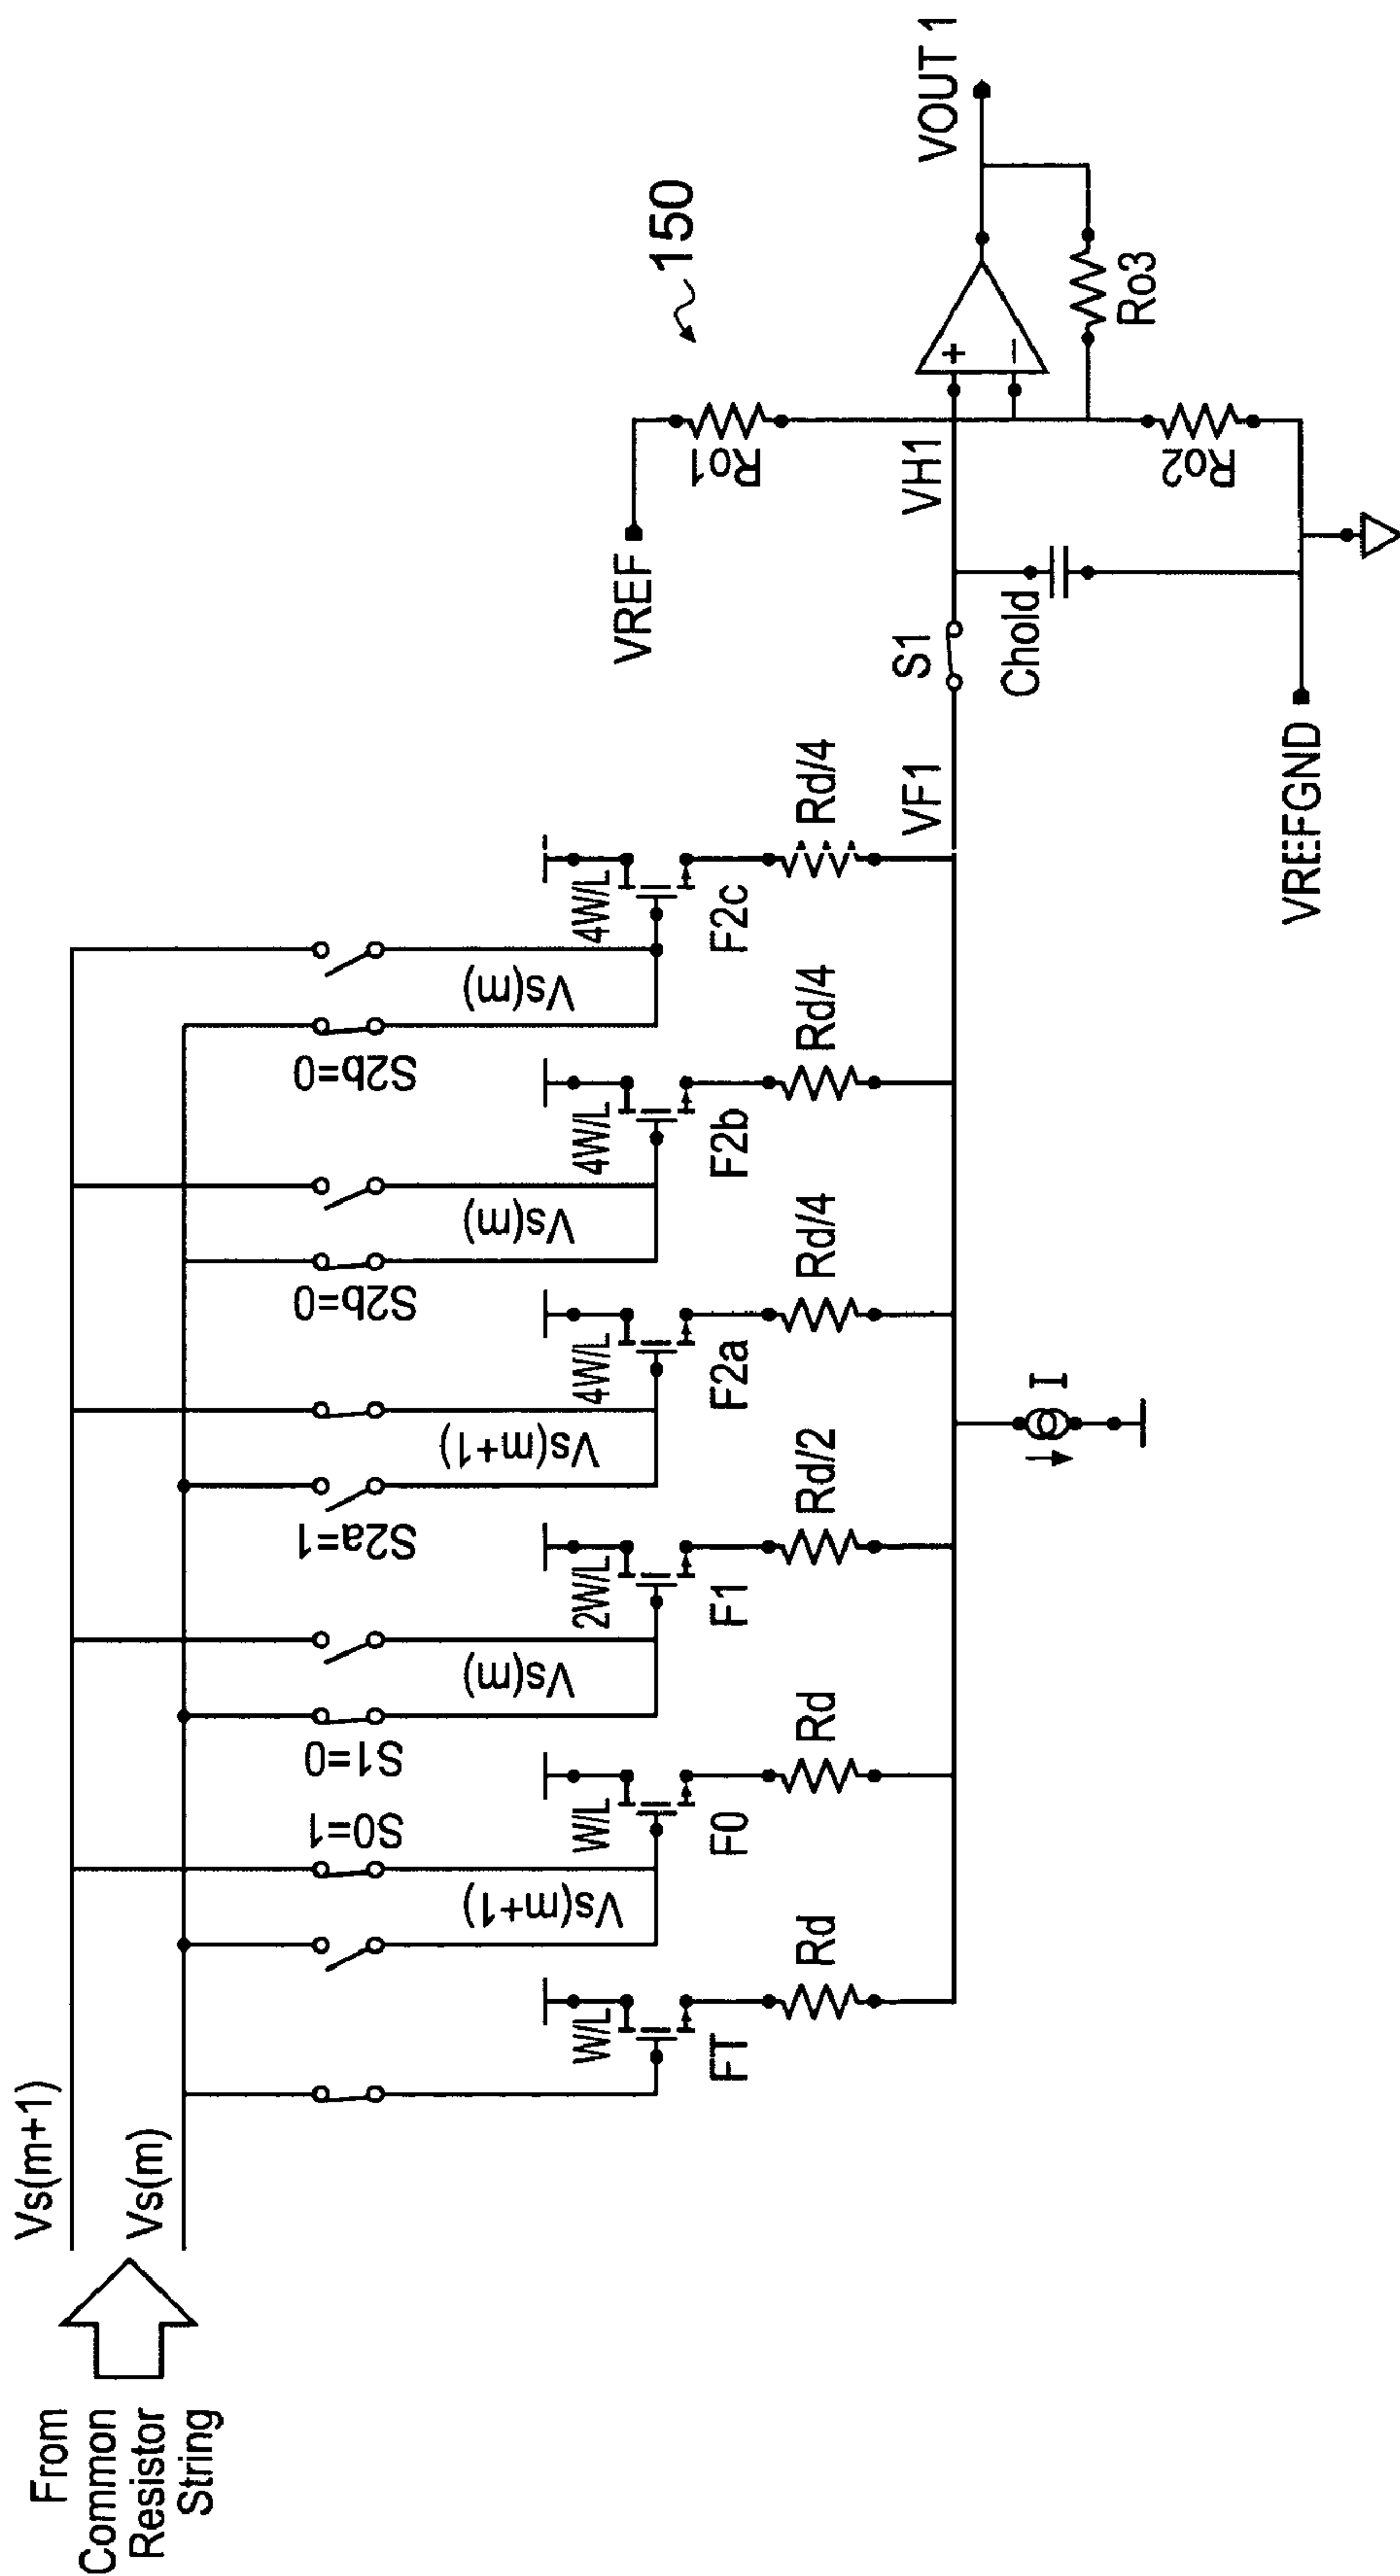 From
Common
Resistor
String
Vs(m+1)
Vs(m)
S0=1
S1=0
S2a=1
S2b=0
S2b=0
Vs(m+1)
Vs(m)
Vs(m+1)
Vs(m)
Vs(m)
W/L
W/L
2W/L
4W/L
4W/L
4W/L
FT
F0
F1
F2a
F2b
F2c
Rd
Rd
Rd/2
Rd/4
Rd/4
Rd/4
I
VF1
S1
VH1
Chold
VREF
Ro1
Ro2
VREFGND
+
−
Ro3
150
VOUT 1